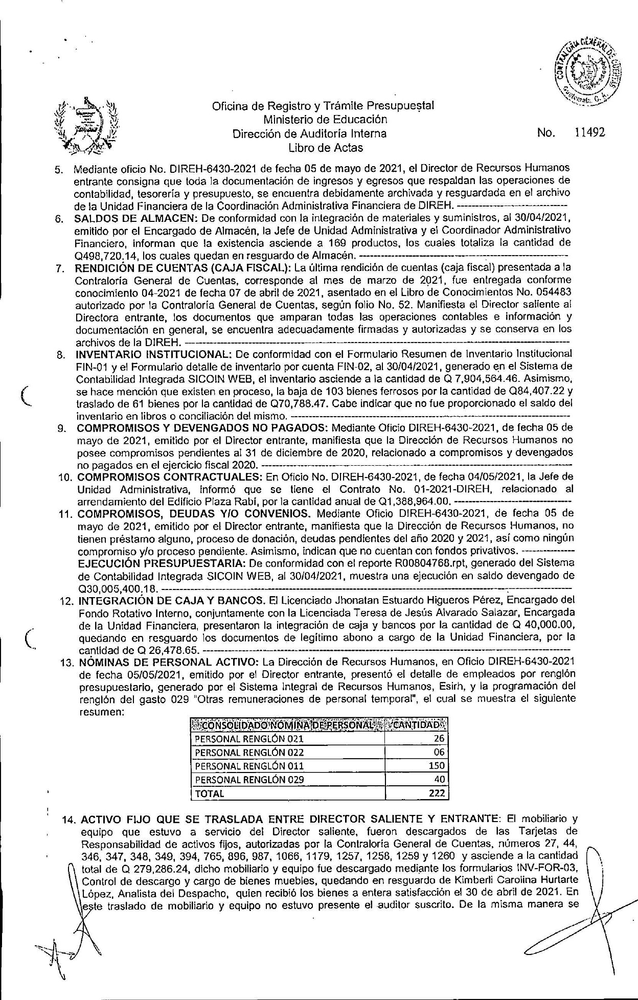 CONTRALORIA GENERAL DE CUENTAS
Guatemala, C. A.
Oficina de Registro y Trámite Presupuestal
Ministerio de Educación
Dirección de Auditoría Interna
No. 11492
Libro de Actas
5. Mediante oficio No. DIREH-6430-2021 de fecha 05 de mayo de 2021, el Director de Recursos Humanos
entrante consigna que toda la documentación de ingresos y egresos que respaldan las operaciones de
contabilidad, tesorería y presupuesto, se encuentra debidamente archivada y resguardada en el archivo
de la Unidad Financiera de la Coordinación Administrativa Financiera de DIREH. ------------------------------
6. SALDOS DE ALMACEN: De conformidad con la integración de materiales y suministros, al 30/04/2021,
emitido por el Encargado de Almacén, la Jefe de Unidad Administrativa y el Coordinador Administrativo
Financiero, informan que la existencia asciende a 169 productos, los cuales totaliza la cantidad de
Q498,720.14, los cuales quedan en resguardo de Almacén. ------------------------------
7. RENDICIÓN DE CUENTAS (CAJA FISCAL): La última rendición de cuentas (caja fiscal) presentada a la
Contraloría General de Cuentas, corresponde al mes de marzo de 2021, fue entregada conforme
conocimiento 04-2021 de fecha 07 de abril de 2021, asentado en el Libro de Conocimientos No. 054483
autorizado por la Contraloría General de Cuentas, según folio No. 52. Manifiesta el Director saliente al
Directora entrante, los documentos que amparan todas las operaciones contables e información y
documentación en general, se encuentra adecuadamente firmadas y autorizadas y se conserva en los
archivos de la DIREH. ------------------------------
8. INVENTARIO INSTITUCIONAL: De conformidad con el Formulario Resumen de Inventario Institucional
FIN-01 y el Formulario detalle de inventario por cuenta FIN-02, al 30/04/2021, generado en el Sistema de
Contabilidad Integrada SICOIN WEB, el inventario asciende a la cantidad de Q 7,904,564.46. Asimismo,
se hace mención que existen en proceso, la baja de 103 bienes ferrosos por la cantidad de Q84,407.22 y
traslado de 61 bienes por la cantidad de Q70,788.47. Cabe indicar que no fue proporcionado el saldo del
inventario en libros o conciliación del mismo. ------------------------------
9. COMPROMISOS Y DEVENGADOS NO PAGADOS: Mediante Oficio DIREH-6430-2021, de fecha 05 de
mayo de 2021, emitido por el Director entrante, manifiesta que la Dirección de Recursos Humanos no
posee compromisos pendientes al 31 de diciembre de 2020, relacionado a compromisos y devengados
no pagados en el ejercicio fiscal 2020. ------------------------------
10. COMPROMISOS CONTRACTUALES: En Oficio No. DIREH-6430-2021, de fecha 04/05/2021, la Jefe de
Unidad Administrativa, informó que se tiene el Contrato No. 01-2021-DIREH, relacionado al
arrendamiento del Edificio Plaza Rabí, por la cantidad anual de Q1,388,964.00. ------------------------------
11. COMPROMISOS, DEUDAS Y/O CONVENIOS. Mediante Oficio DIREH-6430-2021, de fecha 05 de
mayo de 2021, emitido por el Director entrante, manifiesta que la Dirección de Recursos Humanos, no
tienen préstamo alguno, proceso de donación, deudas pendientes del año 2020 y 2021, así como ningún
compromiso y/o proceso pendiente. Asimismo, indican que no cuentan con fondos privativos. ---------------
EJECUCIÓN PRESUPUESTARIA: De conformidad con el reporte R00804768.rpt, generado del Sistema
de Contabilidad Integrada SICOIN WEB, al 30/04/2021, muestra una ejecución en saldo devengado de
Q30,005,400.18. ------------------------------
12. INTEGRACIÓN DE CAJA Y BANCOS. El Licenciado Jhonatan Estuardo Higueros Pérez, Encargado del
Fondo Rotativo Interno, conjuntamente con la Licenciada Teresa de Jesús Alvarado Salazar, Encargada
de la Unidad Financiera, presentaron la integración de caja y bancos por la cantidad de Q 40,000.00,
quedando en resguardo los documentos de legítimo abono a cargo de la Unidad Financiera, por la
cantidad de Q 26,478.65. ------------------------------
13. NÓMINAS DE PERSONAL ACTIVO: La Dirección de Recursos Humanos, en Oficio DIREH-6430-2021
de fecha 05/05/2021, emitido por el Director entrante, presentó el detalle de empleados por renglón
presupuestario, generado por el Sistema Integral de Recursos Humanos, Esirh, y la programación del
renglón del gasto 029 "Otras remuneraciones de personal temporal", el cual se muestra el siguiente
resumen:
CONSOLIDADO NÓMINA DE PERSONAL CANTIDAD
PERSONAL RENGLÓN 021 26
PERSONAL RENGLÓN 022 06
PERSONAL RENGLÓN 011 150
PERSONAL RENGLÓN 029 40
TOTAL 222
14. ACTIVO FIJO QUE SE TRASLADA ENTRE DIRECTOR SALIENTE Y ENTRANTE: El mobiliario y
equipo que estuvo a servicio del Director saliente, fueron descargados de las Tarjetas de
Responsabilidad de activos fijos, autorizadas por la Contraloría General de Cuentas, números 27, 44,
346, 347, 348, 349, 394, 765, 896, 987, 1066, 1179, 1257, 1258, 1259 y 1260 y asciende a la cantidad
total de Q 279,286.24, dicho mobiliario y equipo fue descargado mediante los formularios INV-FOR-03,
Control de descargo y cargo de bienes muebles, quedando en resguardo de Kimberli Carolina Hurtarte
López, Analista del Despacho, quien recibió los bienes a entera satisfacción el 30 de abril de 2021. En
este traslado de mobiliario y equipo no estuvo presente el auditor suscrito. De la misma manera se